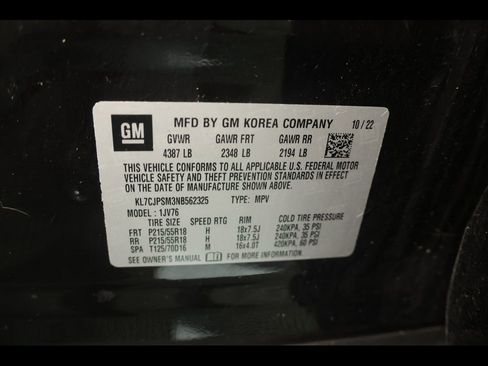 GM
MFD BY GM KOREA COMPANY 10/22
GVWR GAWR FRT GAWR RR
4387 LB 2348 LB 2194 LB
THIS VEHICLE CONFORMS TO ALL APPLICABLE U.S. FEDERAL MOTOR
VEHICLE SAFETY AND THEFT PREVENTION STANDARDS IN EFFECT
ON THE DATE OF MANUFACTURE SHOWN ABOVE.
KL7CJPSM3NB562325 TYPE: MPV
MODEL: 1JV76
TIRE SIZE SPEED RTG RIM COLD TIRE PRESSURE
FRT P215/55R18 H 18x7.5J 240KPA, 35 PSI
RR P215/55R18 H 18x7.5J 240KPA, 35 PSI
SPA T125/70D16 M 16x4.0T 420KPA, 60 PSI
SEE OWNER'S MANUAL FOR MORE INFORMATION